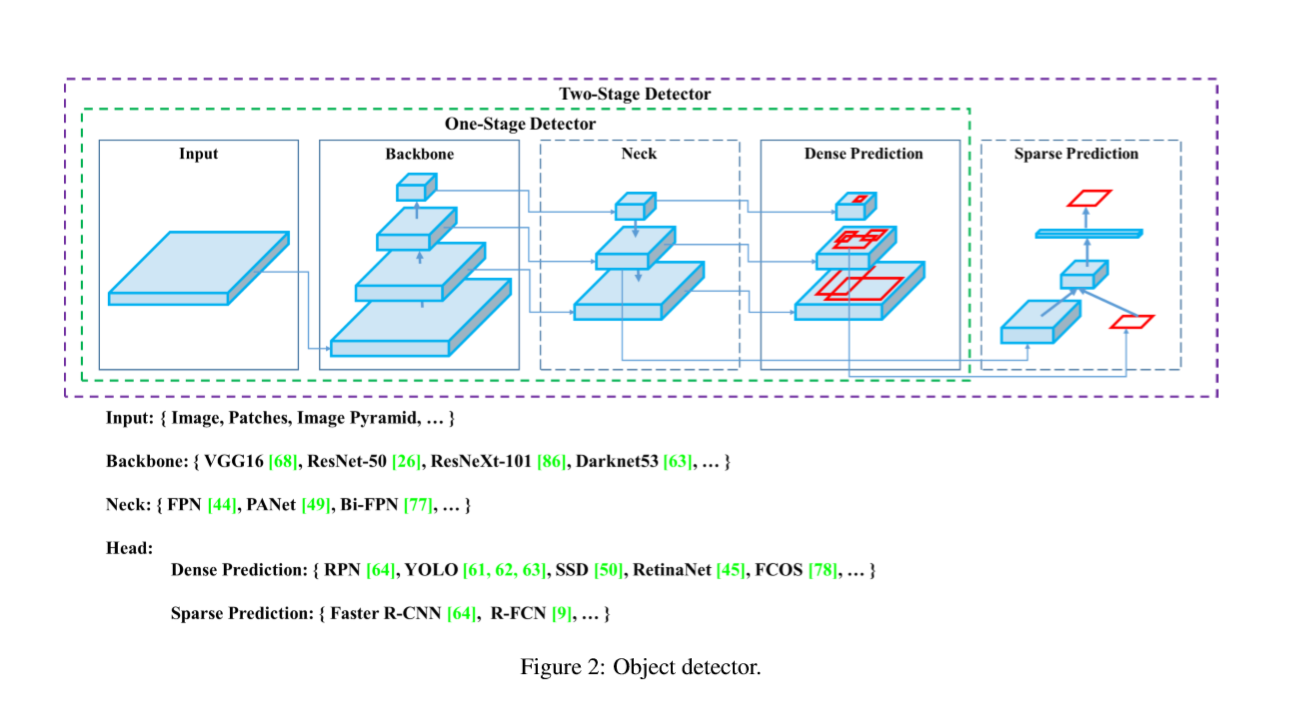 Two-Stage Detector
One-Stage Detector
Input
Backbone
Neck
Dense Prediction
Sparse Prediction
Input: { Image, Patches, Image Pyramid, … }
Backbone: { VGG16 [68], ResNet-50 [26], ResNeXt-101 [86], Darknet53 [63], … }
Neck: { FPN [44], PANet [49], Bi-FPN [77], … }
Head:
Dense Prediction: { RPN [64], YOLO [61, 62, 63], SSD [50], RetinaNet [45], FCOS [78], … }
Sparse Prediction: { Faster R-CNN [64], R-FCN [9], … }
Figure 2: Object detector.